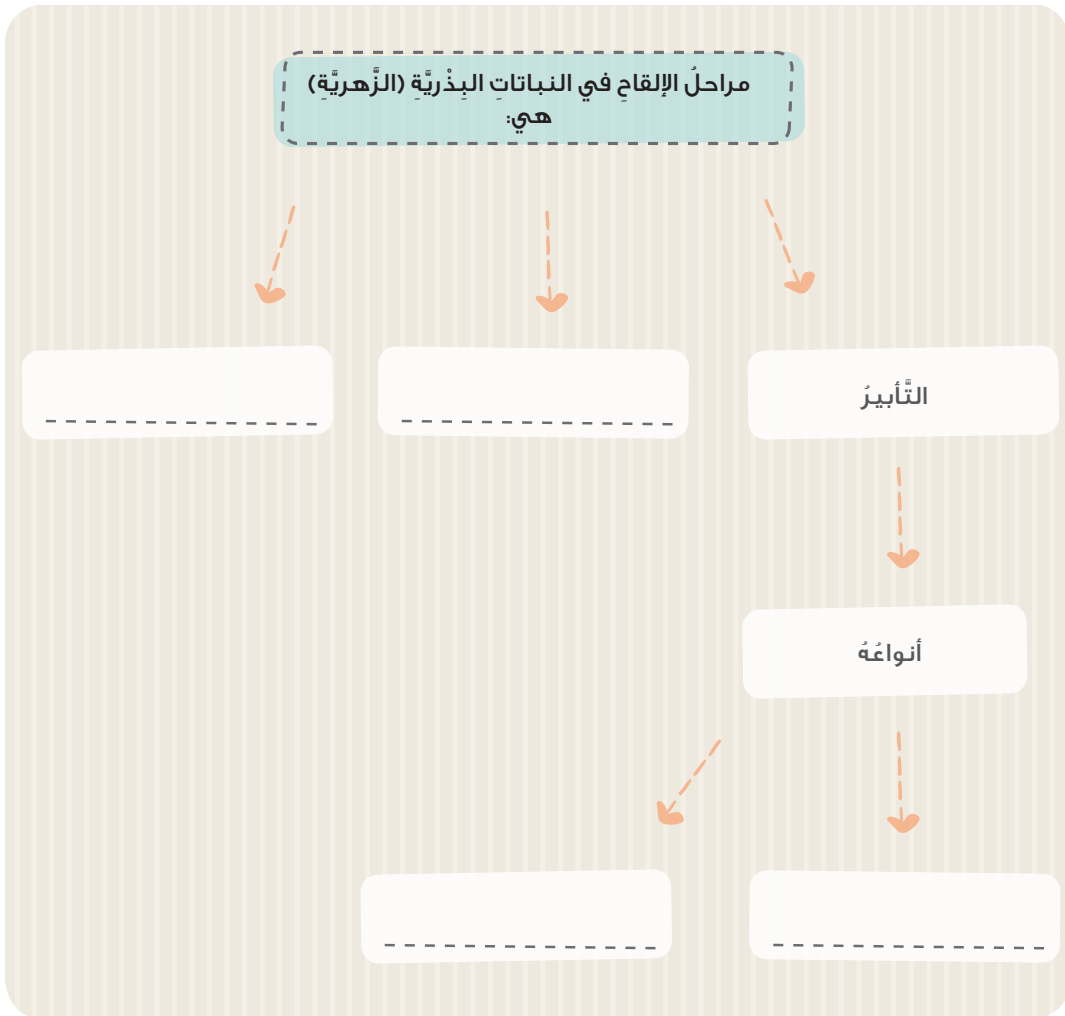 مراحلُ الإلقاحِ في النباتاتِ البِذْريَّةِ (الزَّهريَّةِ)
هي:
التَّأبيرُ
أنواعُهُ